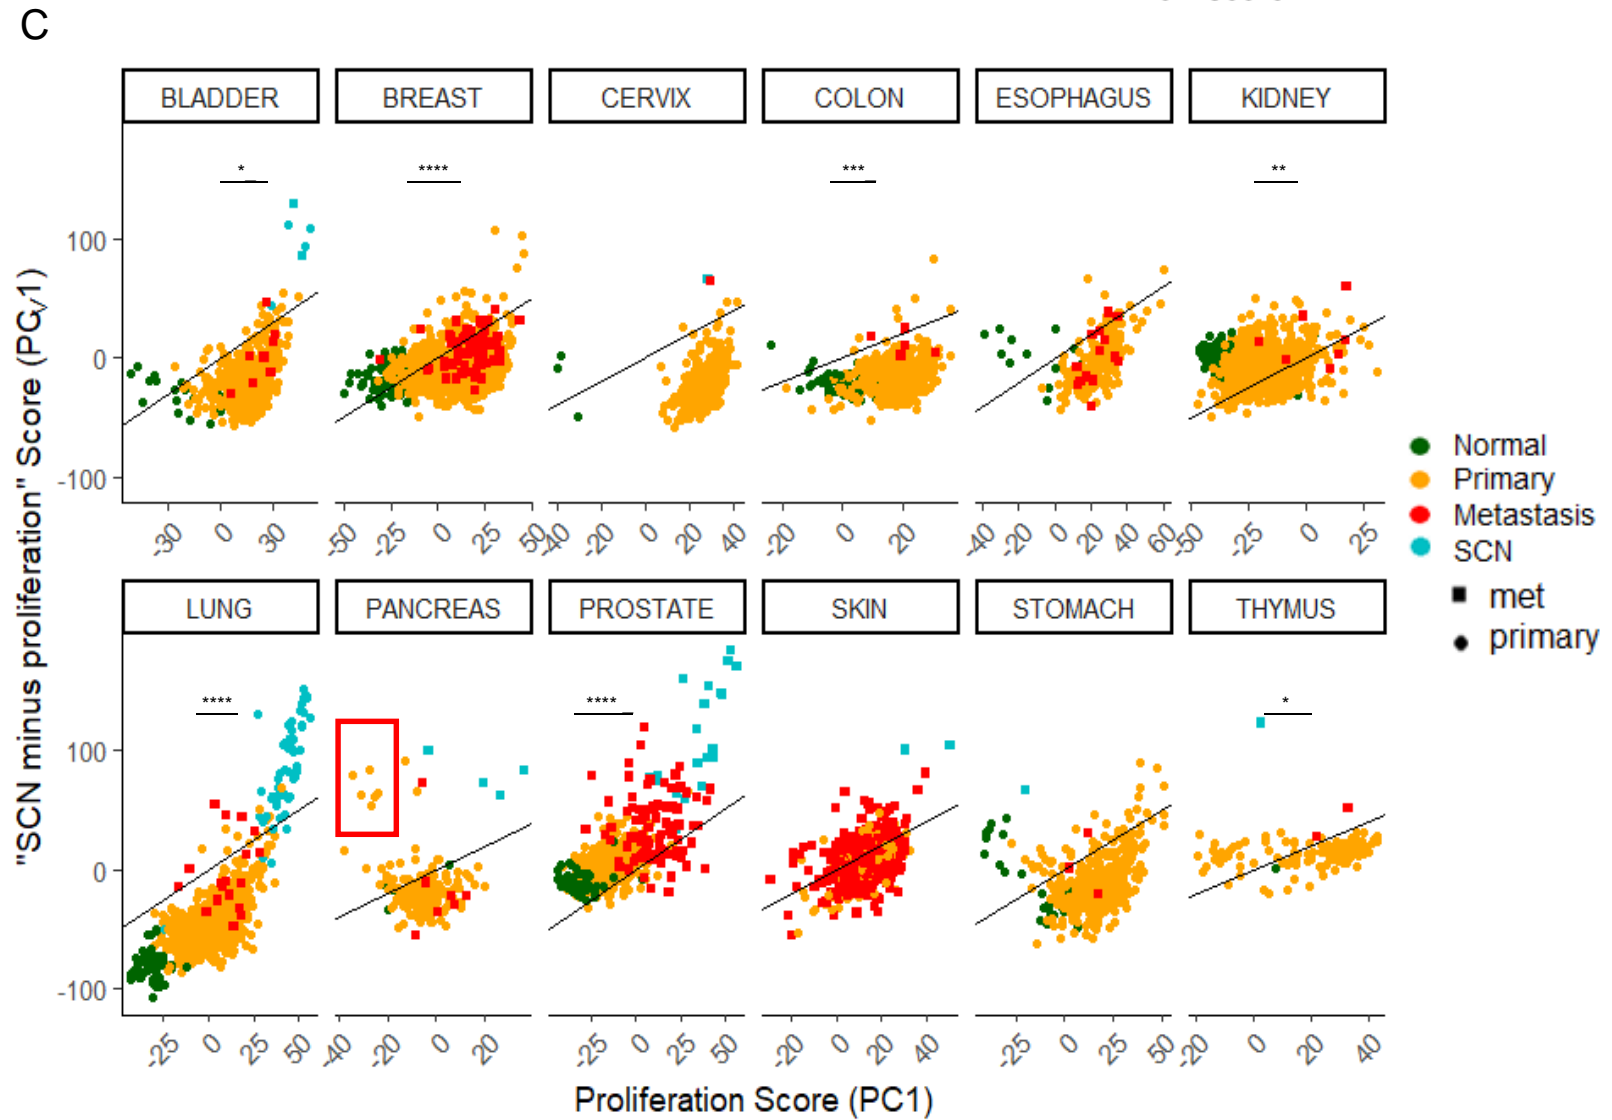 C
BLADDER BREAST CERVIX COLON ESOPHAGUS KIDNEY
* **** *** **
100
0
-100
-30 0 30 -50 -25 0 25 50 -40 0 20 40 -20 0 20 -40 -20 0 20 40 60 -50 -25 0 25
"SCN minus proliferation" Score (PCv1)
Normal
Primary
Metastasis
SCN
met
primary
LUNG PANCREAS PROSTATE SKIN STOMACH THYMUS
**** **** *
100
0
-100
-25 0 25 50 -40 -20 0 20 -25 0 25 50 -20 0 20 40 -25 0 25 50 -20 0 20 40
Proliferation Score (PC1)